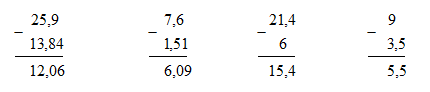 25,9 7,6 21,4 9
− − − −
13,84 1,51 6 3,5
12,06 6,09 15,4 5,5